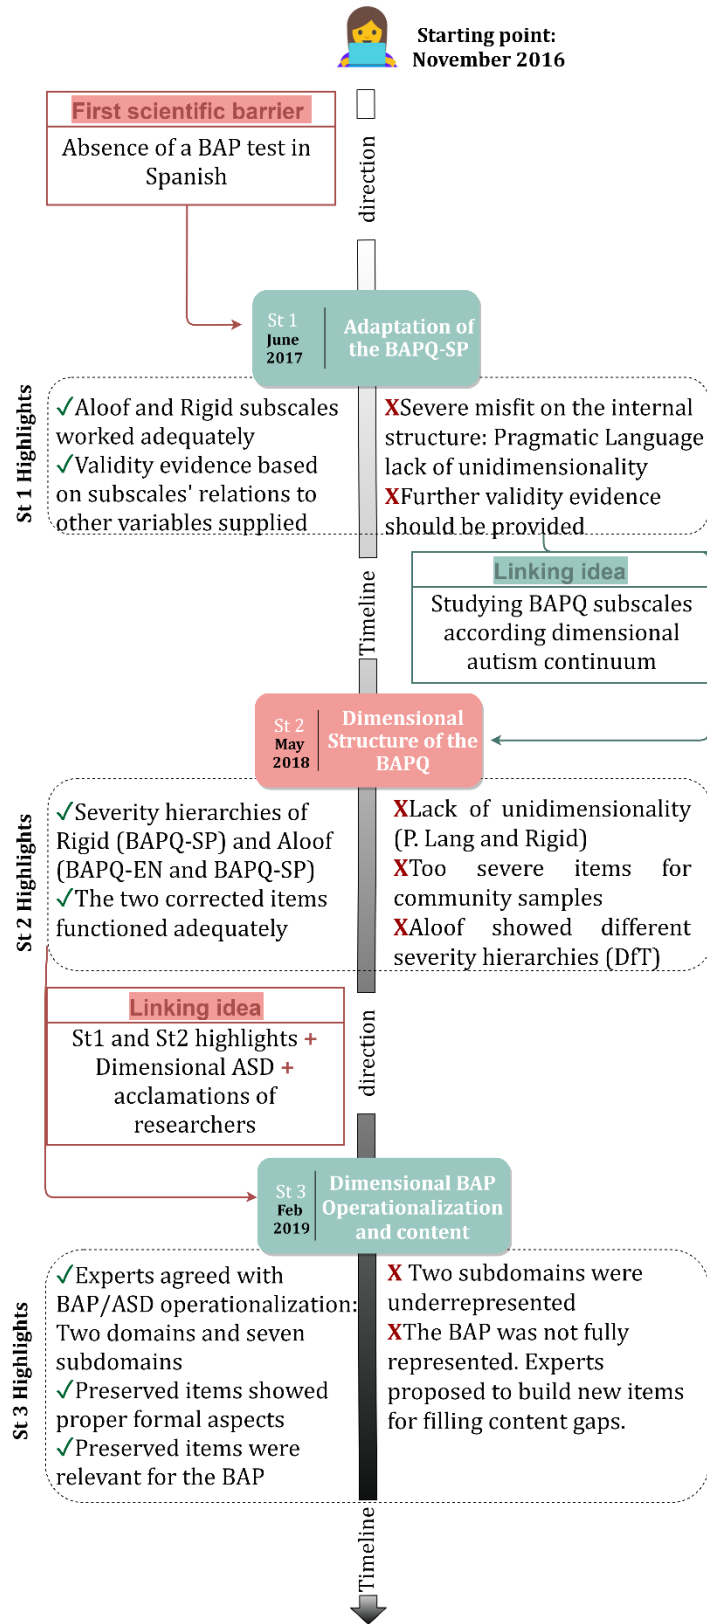 Starting point:
November 2016
First scientific barrier
Absence of a BAP test in
Spanish
direction
St 1
June
2017
Adaptation of
the BAPQ-SP
St 1 Highlights
✓Aloof and Rigid subscales
worked adequately
✓Validity evidence based
on subscales' relations to
other variables supplied
XSevere misfit on the internal
structure: Pragmatic Language
lack of unidimensionality
XFurther validity evidence
should be provided
Timeline
Linking idea
Studying BAPQ subscales
according dimensional
autism continuum
St 2
May
2018
Dimensional
Structure of the
BAPQ
St 2 Highlights
✓Severity hierarchies of
Rigid (BAPQ-SP) and Aloof
(BAPQ-EN and BAPQ-SP)
✓The two corrected items
functioned adequately
XLack of unidimensionality
(P. Lang and Rigid)
XToo severe items for
community samples
XAloof showed different
severity hierarchies (DfT)
Linking idea
St1 and St2 highlights +
Dimensional ASD +
acclamations of
researchers
direction
St 3
Feb
2019
Dimensional BAP
Operationalization
and content
St 3 Highlights
✓Experts agreed with
BAP/ASD operationalization:
Two domains and seven
subdomains
✓Preserved items showed
proper formal aspects
✓Preserved items were
relevant for the BAP
X Two subdomains were
underrepresented
XThe BAP was not fully
represented. Experts
proposed to build new items
for filling content gaps.
Timeline